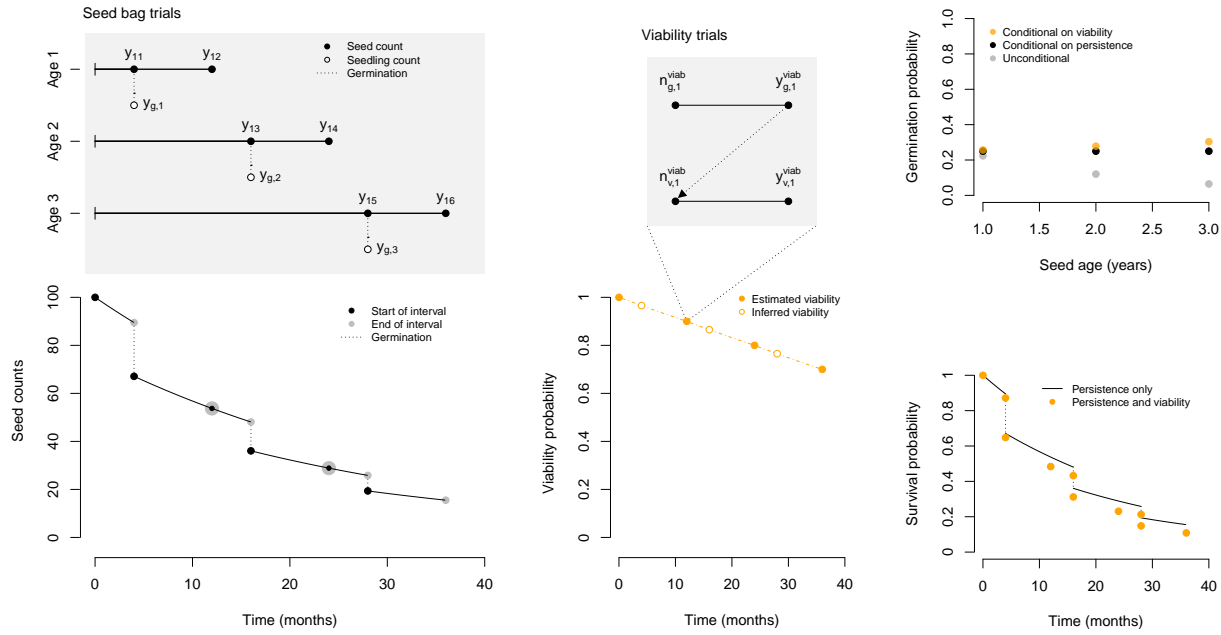 Seed bag trials
Age 1
Age 2
Age 3
y11
y12
yg,1
y13
y14
yg,2
y15
y16
yg,3
Seed count
Seedling count
Germination
Seed counts
0
20
40
60
80
100
Start of interval
End of interval
Germination
0
10
20
30
40
Time (months)
Viability trials
n g,1 viab
y g,1 viab
n v,1 viab
y v,1 viab
Viability probability
0
0.2
0.4
0.6
0.8
1
Estimated viability
Inferred viability
0
10
20
30
40
Time (months)
Germination probability
0.0
0.2
0.4
0.6
0.8
1.0
Conditional on viability
Conditional on persistence
Unconditional
1.0
1.5
2.0
2.5
3.0
Seed age (years)
Survival probability
0
0.2
0.4
0.6
0.8
1
Persistence only
Persistence and viability
0
10
20
30
40
Time (months)